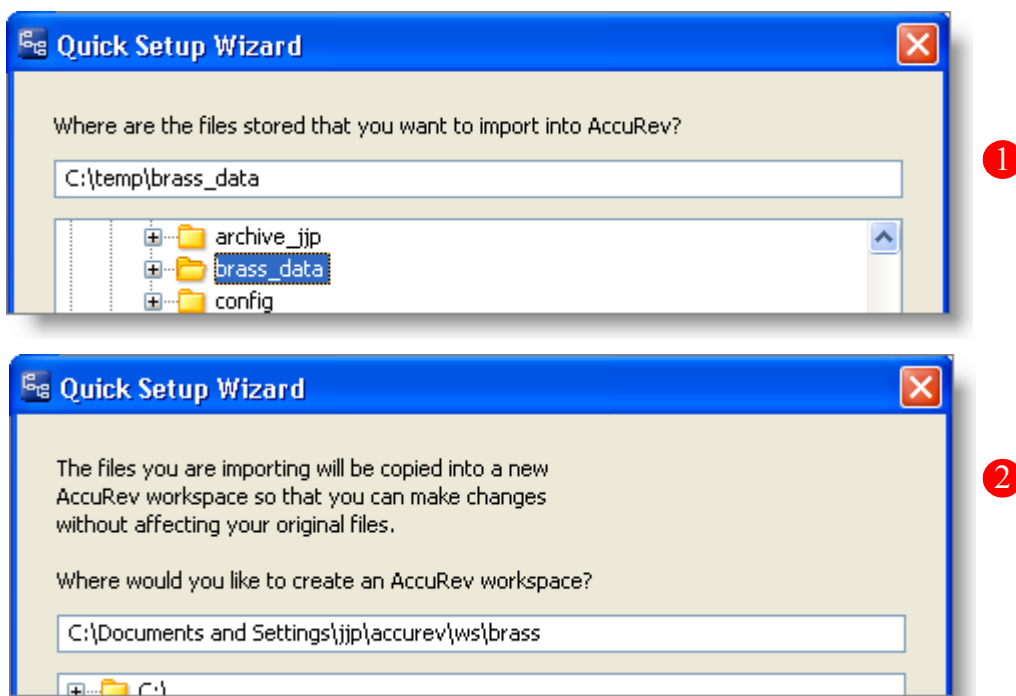 Quick Setup Wizard
Where are the files stored that you want to import into AccuRev?
1
C:\temp\brass_data
archive_jjp
brass_data
config
Quick Setup Wizard
The files you are importing will be copied into a new
AccuRev workspace so that you can make changes
without affecting your original files.
2
Where would you like to create an AccuRev workspace?
C:\Documents and Settings\jjp\accurev\ws\brass
C:\